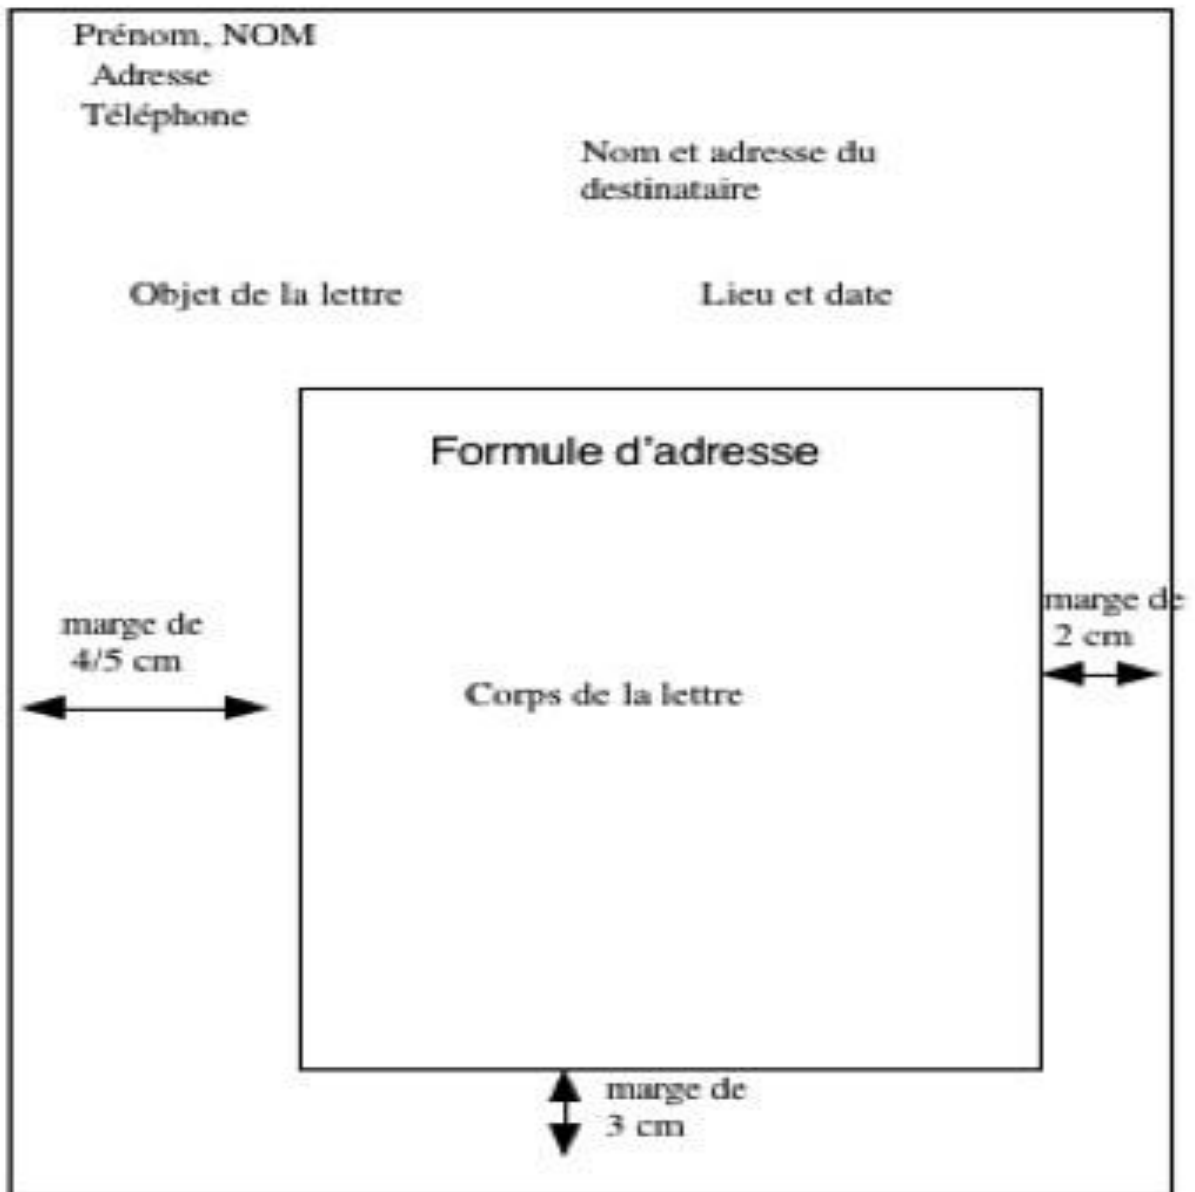 Prénom, NOM
Adresse
Téléphone
Nom et adresse du
destinataire
Objet de la lettre
Lieu et date
Formule d'adresse
marge de
4/5 cm
marge de
2 cm
Corps de la lettre
marge de
3 cm